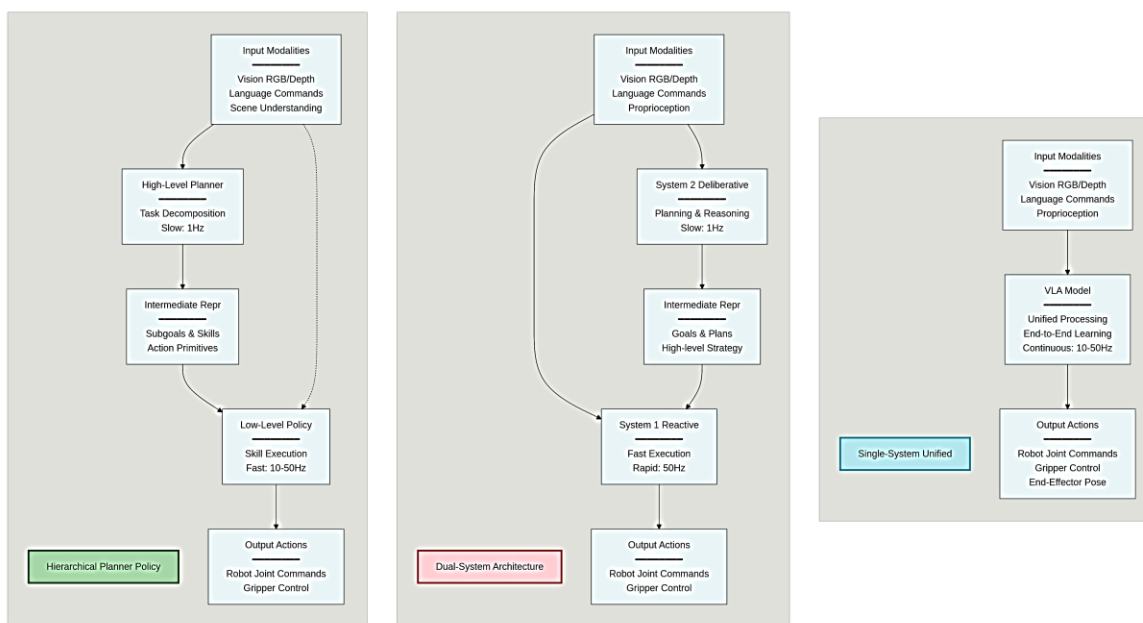 Input Modalities
Vision RGB/Depth
Language Commands
Scene Understanding
High-Level Planner
Task Decomposition
Slow: 1Hz
Intermediate Repr
Subgoals & Skills
Action Primitives
Low-Level Policy
Skill Execution
Fast: 10-50Hz
Output Actions
Robot Joint Commands
Gripper Control
Hierarchical Planner Policy
Input Modalities
Vision RGB/Depth
Language Commands
Proprioception
System 2 Deliberative
Planning & Reasoning
Slow: 1Hz
Intermediate Repr
Goals & Plans
High-level Strategy
System 1 Reactive
Fast Execution
Rapid: 50Hz
Output Actions
Robot Joint Commands
Gripper Control
Dual-System Architecture
Input Modalities
Vision RGB/Depth
Language Commands
Proprioception
VLA Model
Unified Processing
End-to-End Learning
Continuous: 10-50Hz
Output Actions
Robot Joint Commands
Gripper Control
End-Effector Pose
Single-System Unified